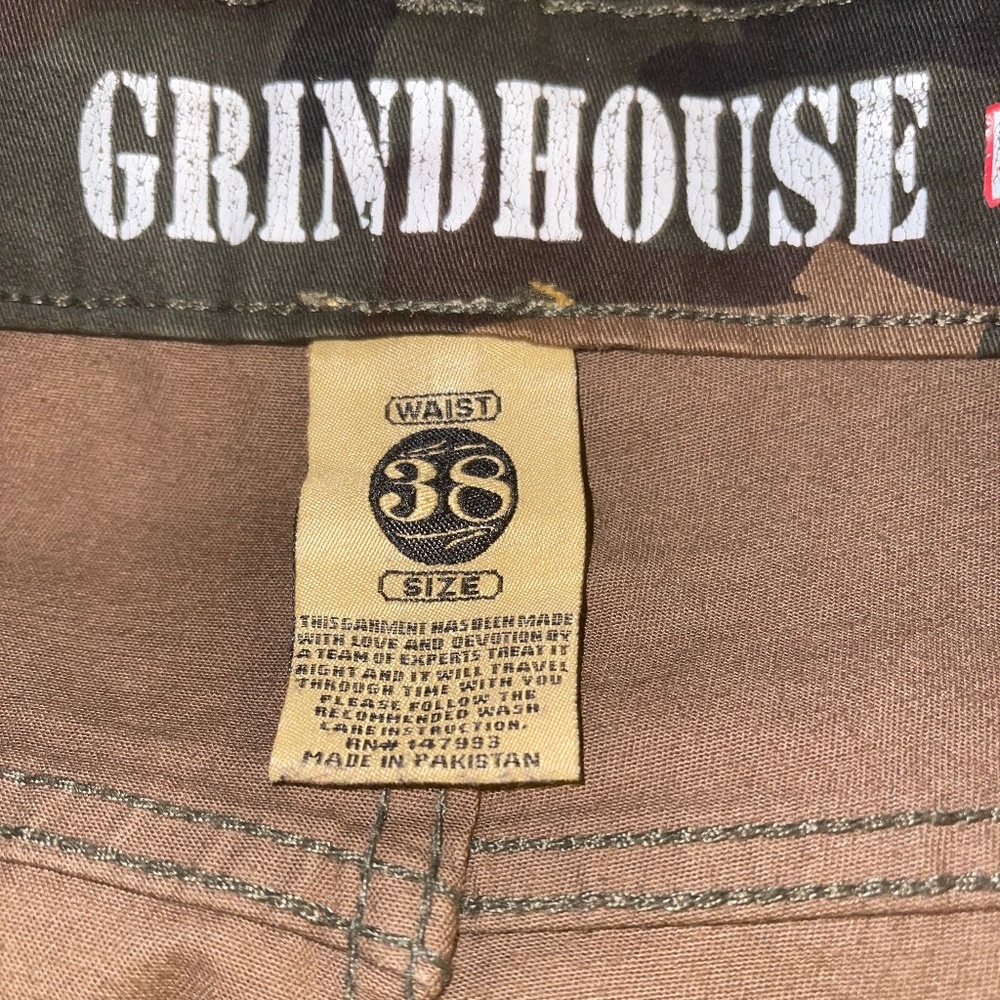 GRINDHOUSE
WAIST
38
SIZE
THIS GARMENT HAS BEEN MADE
WITH LOVE AND DEVOTION BY
A TEAM OF EXPERTS TREAT IT
RIGHT AND IT WILL TRAVEL
THROUGH TIME WITH YOU
PLEASE FOLLOW THE
RECOMMENDED WASH
CARE INSTRUCTION.
RN# 147993
MADE IN PAKISTAN